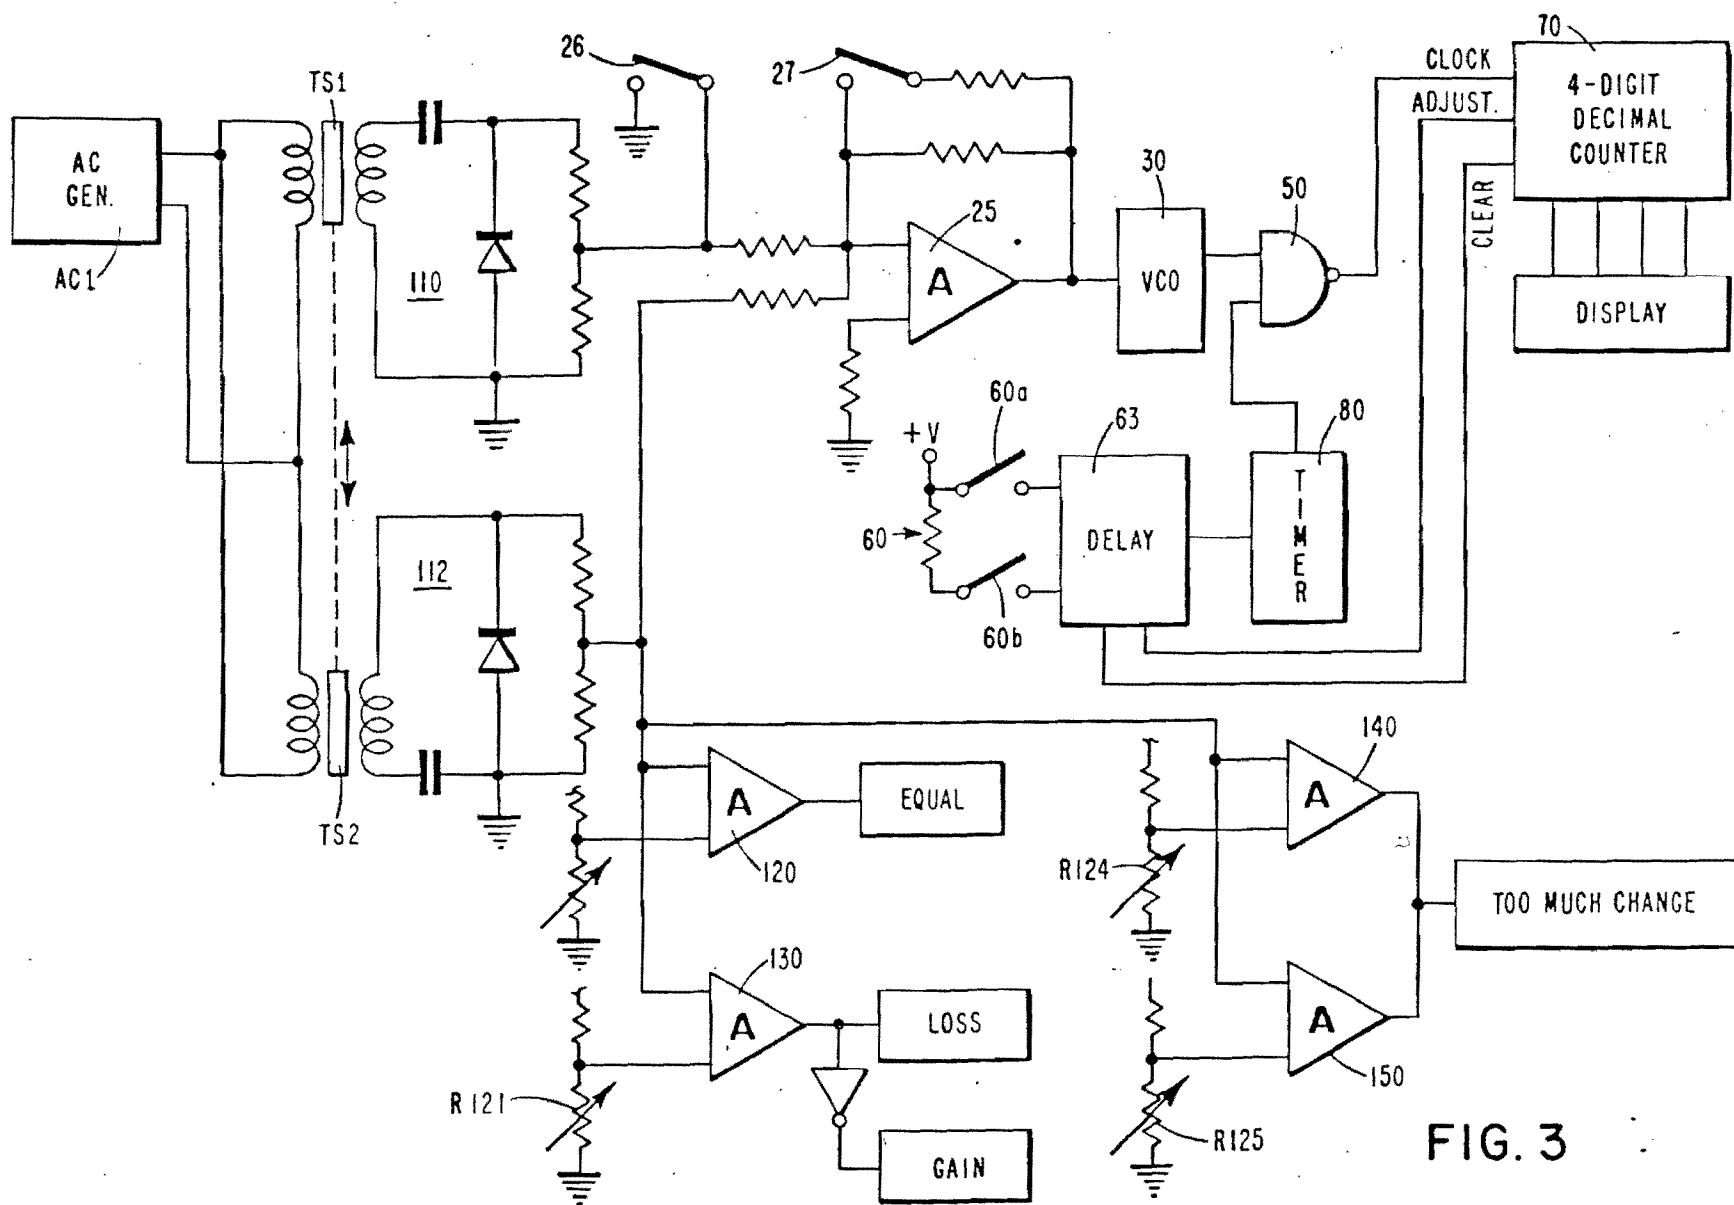 70
CLOCK
4-DIGIT
DECIMAL
COUNTER
ADJUST.
CLEAR
26
27
TS1
AC
GEN.
AC1
110
25
A
30
VCO
50
DISPLAY
60a
+V
63
80
60
DELAY
TIMER
60b
112
TS2
140
A
EQUAL
A
120
R124
TOO MUCH CHANGE
130
A
LOSS
A
150
R121
R125
GAIN
FIG. 3